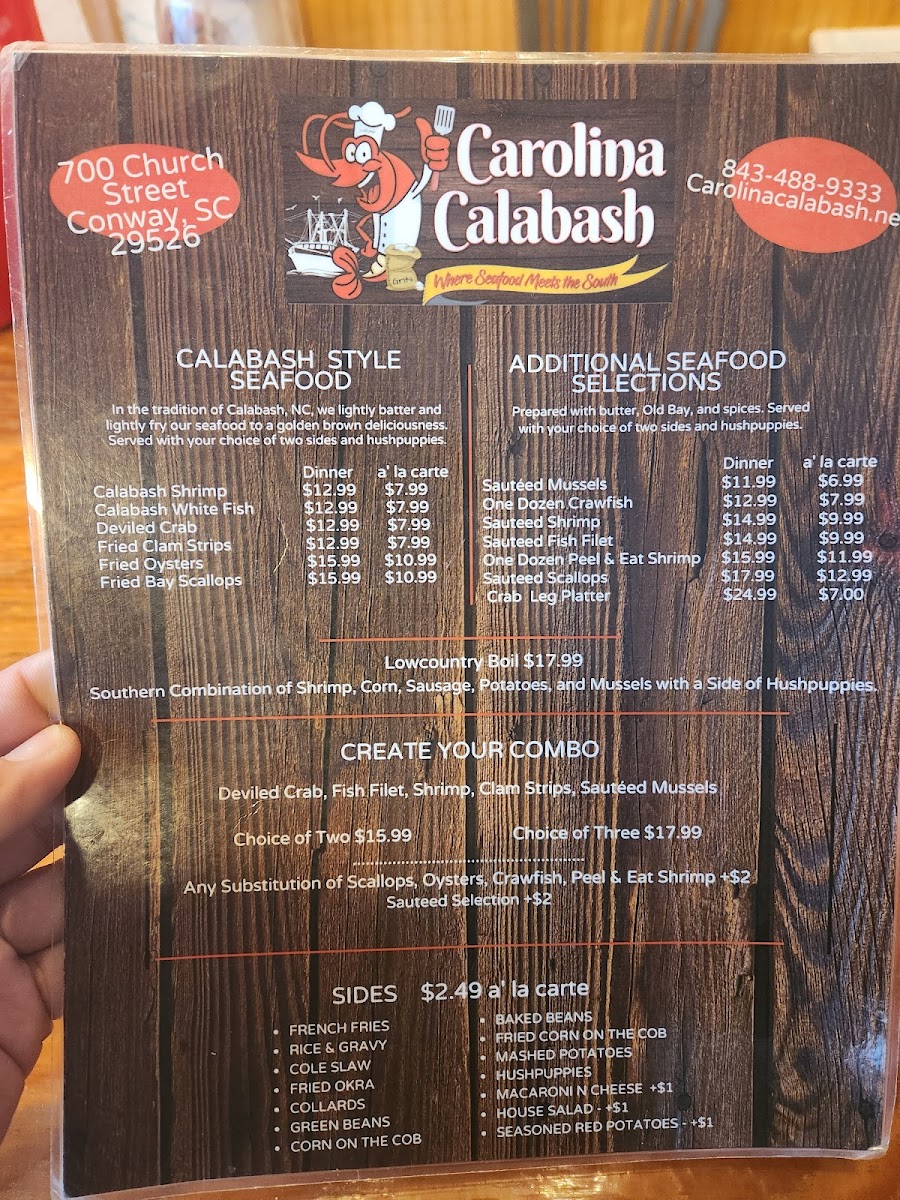 700 Church
Street
Conway, SC
29526
Carolina
Calabash
Where Seafood Meets the South
843-488-9333
Carolinacalabash.ne
CALABASH STYLE
SEAFOOD
In the tradition of Calabash, NC, we lightly batter and
lightly fry our seafood to a golden brown deliciousness.
Served with your choice of two sides and hushpuppies.
Dinner a' la carte
Calabash Shrimp $12.99 $7.99
Calabash White Fish $12.99 $7.99
Deviled Crab $12.99 $7.99
Fried Clam Strips $12.99 $7.99
Fried Oysters $15.99 $10.99
Fried Bay Scallops $15.99 $10.99
ADDITIONAL SEAFOOD
SELECTIONS
Prepared with butter, Old Bay, and spices. Served
with your choice of two sides and hushpuppies.
Dinner a' la carte
Sautéed Mussels $11.99 $6.99
One Dozen Crawfish $12.99 $7.99
Sauteed Shrimp $14.99 $9.99
Sauteed Fish Filet $14.99 $9.99
One Dozen Peel & Eat Shrimp $15.99 $11.99
Sauteed Scallops $17.99 $12.99
Crab Leg Platter $24.99 $7.00
Lowcountry Boil $17.99
Southern Combination of Shrimp, Corn, Sausage, Potatoes, and Mussels with a Side of Hushpuppies.
CREATE YOUR COMBO
Deviled Crab, Fish Filet, Shrimp, Clam Strips, Sautéed Mussels
Choice of Two $15.99 Choice of Three $17.99
Any Substitution of Scallops, Oysters, Crawfish, Peel & Eat Shrimp +$2
Sauteed Selection +$2
SIDES $2.49 a' la carte
• FRENCH FRIES
• RICE & GRAVY
• COLE SLAW
• FRIED OKRA
• COLLARDS
• GREEN BEANS
• CORN ON THE COB
• BAKED BEANS
• FRIED CORN ON THE COB
• MASHED POTATOES
• HUSHPUPPIES
• MACARONI N CHEESE +$1
• HOUSE SALAD - +$1
• SEASONED RED POTATOES - +$1